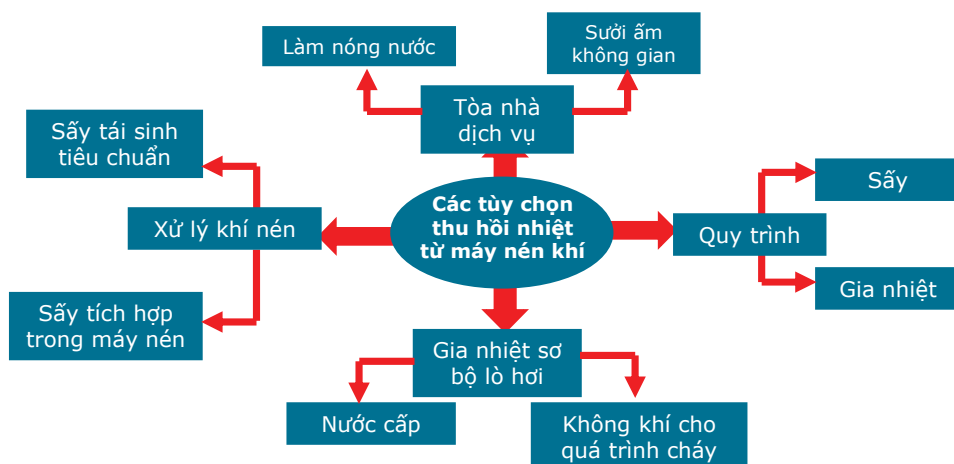 Làm nóng nước
Sưởi ấm
không gian
Tòa nhà
dịch vụ
Sấy tái sinh
tiêu chuẩn
Sấy
Các tùy chọn
thu hồi nhiệt
từ máy nén khí
Xử lý khí nén
Quy trình
Gia nhiệt
Sấy tích hợp
trong máy nén
Gia nhiệt sơ
bộ lò hơi
Nước cấp
Không khí cho
quá trình cháy